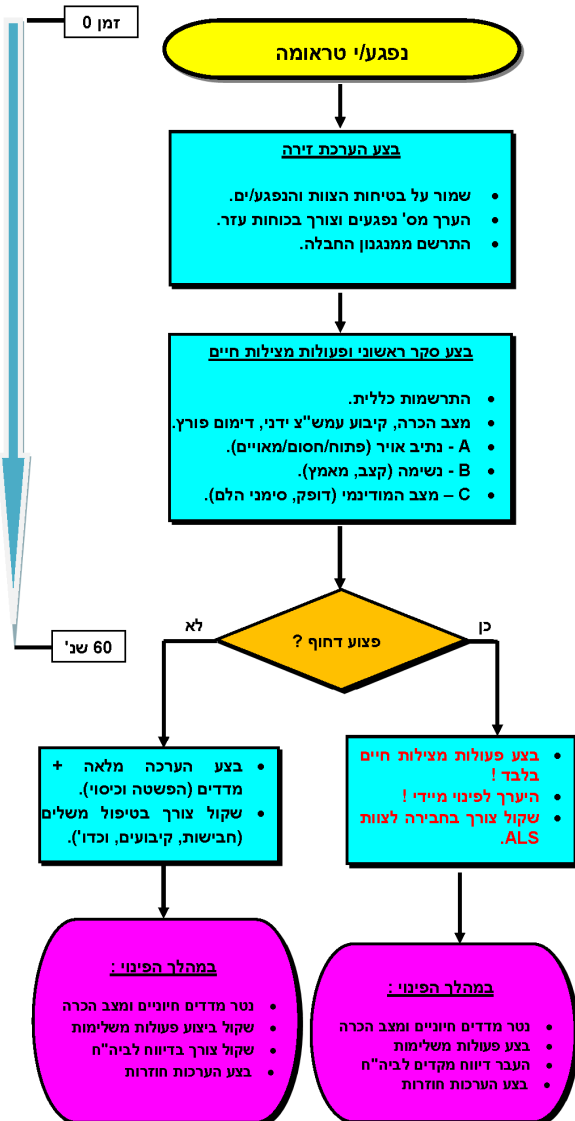 זמן 0
נפגע/י טראומה
בצע הערכת זירה
• שמור על בטיחות הצוות והנפגע/ים.
• הערך מס' נפגעים וצורך בכוחות עזר.
• התרשם ממנגנון החבלה.
בצע סקר ראשוני ופעולות מצילות חיים
• התרשמות כללית.
• מצב הכרה, קיבוע עמש"צ ידני, דימום פורץ.
• A - נתיב אויר (פתוח/חסום/מאויים).
• B - נשימה (קצב, מאמץ).
• C – מצב המודינמי (דופק, סימני הלם).
60 שנ'
פצוע דחוף ?
כן
לא
• בצע פעולות מצילות חיים
בלבד !
• היערך לפינוי מיידי !
• שקול צורך בחבירה לצוות
ALS.
• בצע הערכה מלאה +
מדדים (הפשטה וכיסוי).
• שקול צורך בטיפול משלים
(חבישות, קיבועים, וכדו').
במהלך הפינוי :
• נטר מדדים חיוניים ומצב הכרה
• בצע פעולות משלימות
• העבר דיווח מקדים לביה"ח
• בצע הערכות חוזרות
במהלך הפינוי :
• נטר מדדים חיוניים ומצב הכרה
• שקול ביצוע פעולות משלימות
• שקול צורך בדיווח לביה"ח
• בצע הערכות חוזרות